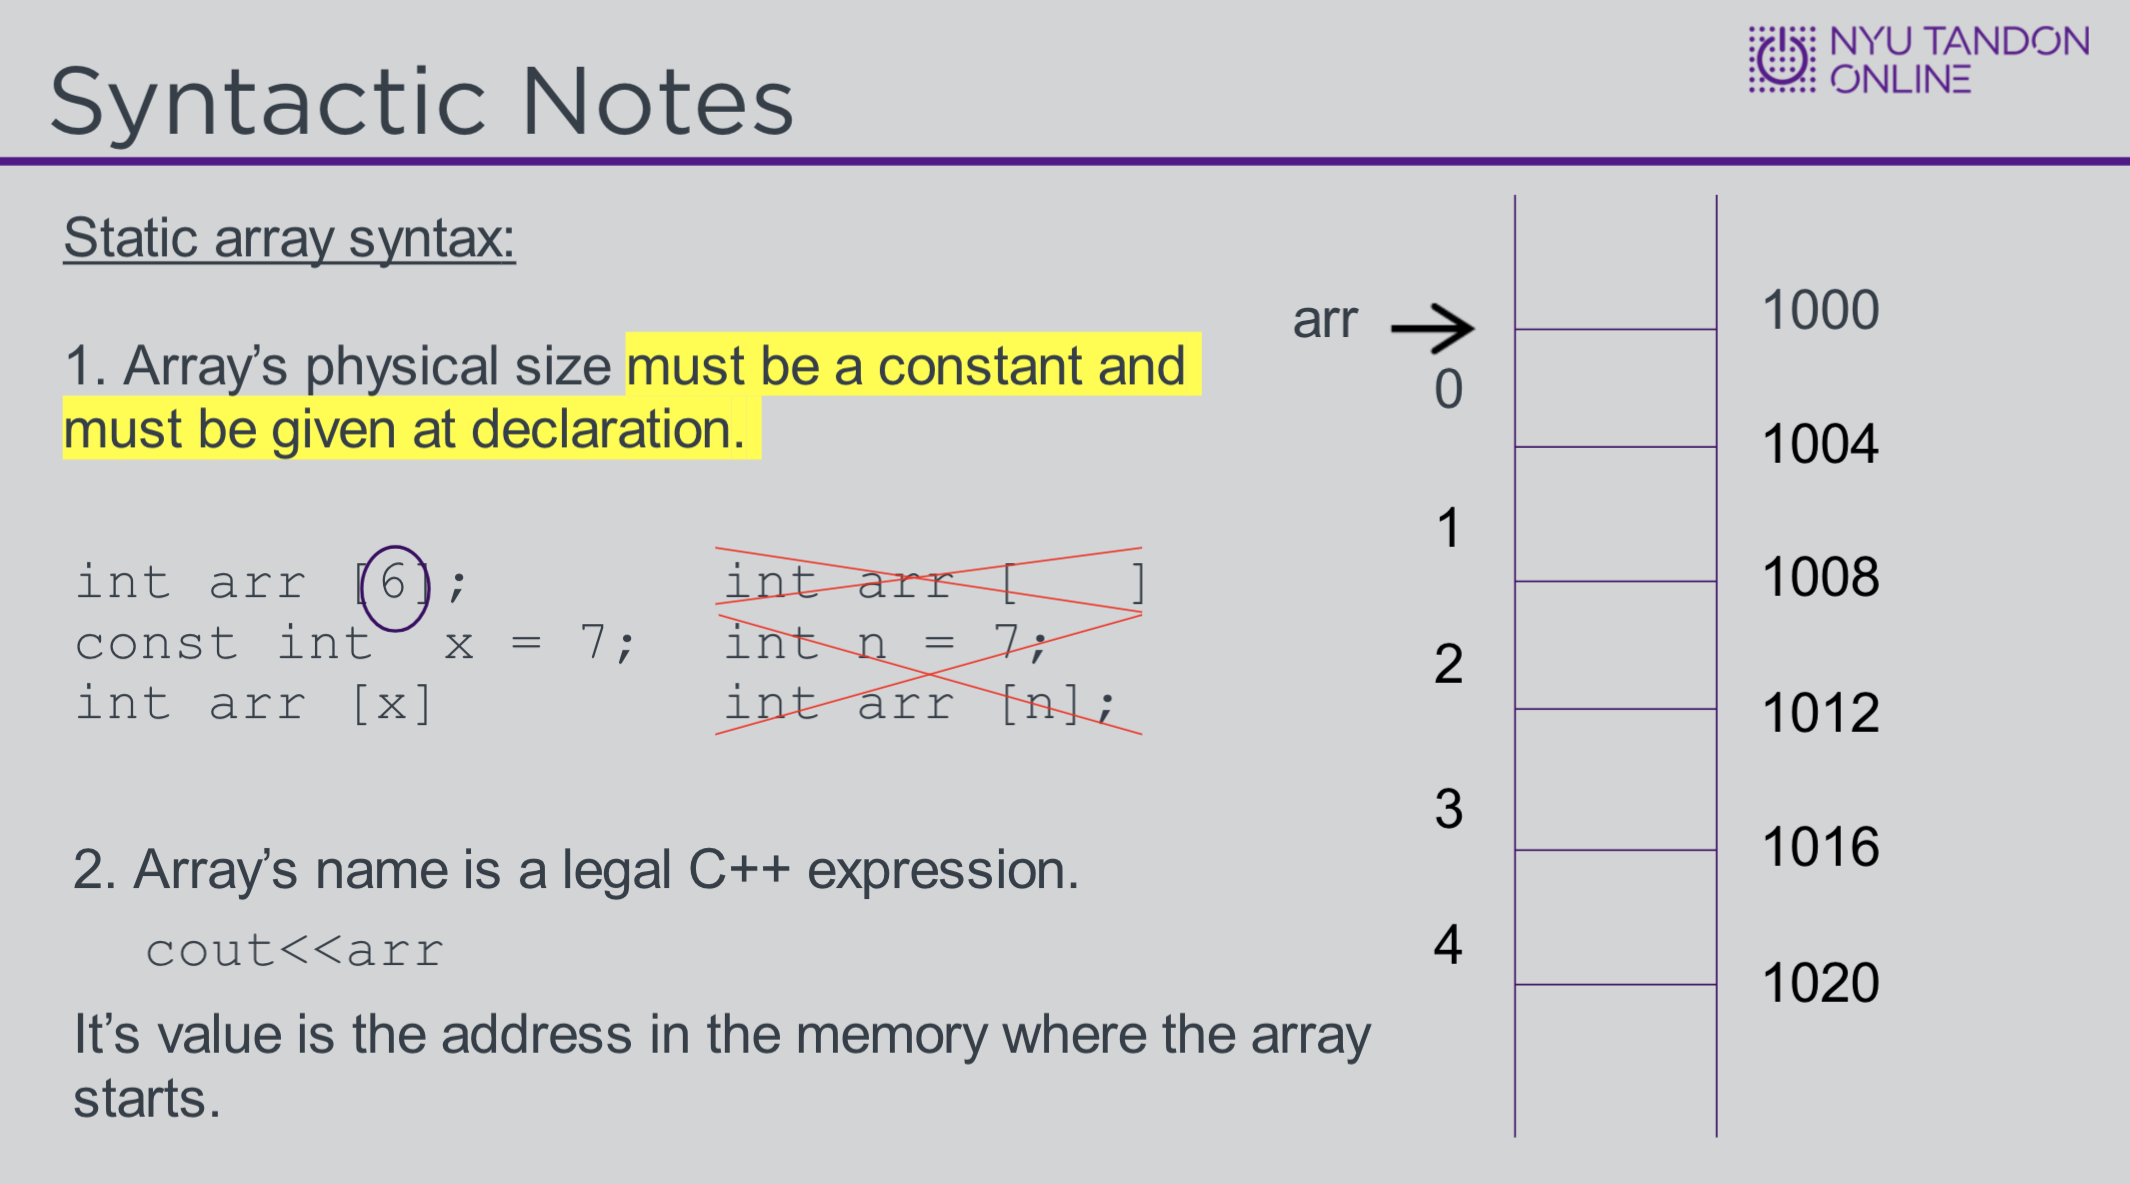 NYU TANDON
ONLINE
Syntactic Notes
Static array syntax:
1. Array’s physical size must be a constant and
must be given at declaration.
int arr [6];
const int x = 7;
int arr [x]
int arr [ ]
int n = 7;
int arr [n];
2. Array’s name is a legal C++ expression.
cout<<arr
It’s value is the address in the memory where the array
starts.
arr
0
1
2
3
4
1000
1004
1008
1012
1016
1020